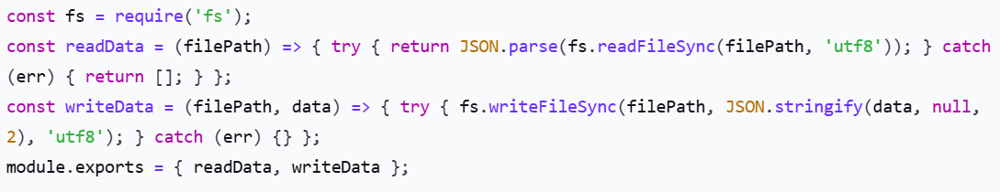 const fs = require('fs');
const readData = (filePath) => { try { return JSON.parse(fs.readFileSync(filePath, 'utf8')); } catch
(err) { return []; } };
const writeData = (filePath, data) => { try { fs.writeFileSync(filePath, JSON.stringify(data, null,
2), 'utf8'); } catch (err) {} };
module.exports = { readData, writeData };